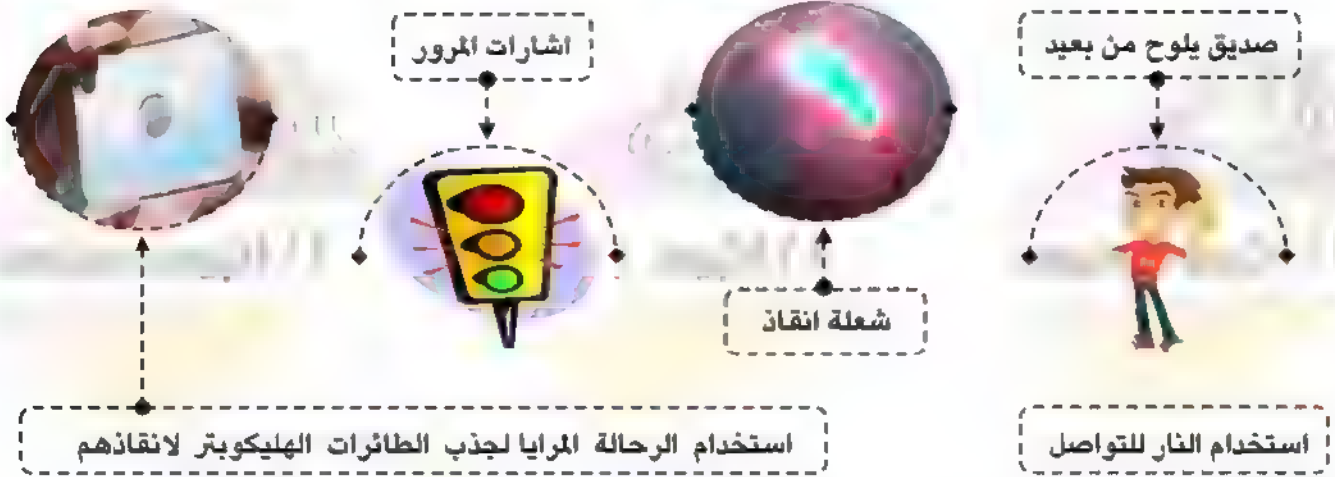 صديق يلوح من بعيد
اشارات المرور
شعلة انقاذ
استخدام النار للتواصل
استخدام الرحالة المرايا لجذب الطائرات الهليكوبتر لانقاذهم